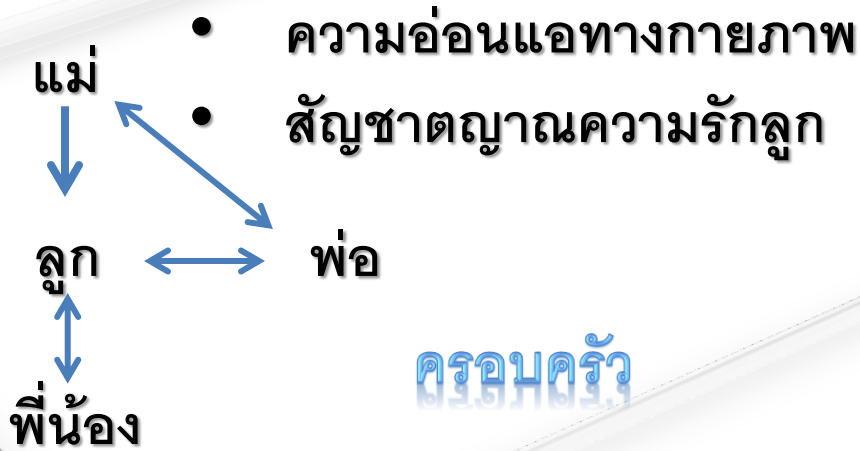 • ความอ่อนแอทางกายภาพ
แม่
• สัญชาตญาณความรักลูก
ลูก
พ่อ
ครอบครัว
พี่น้อง